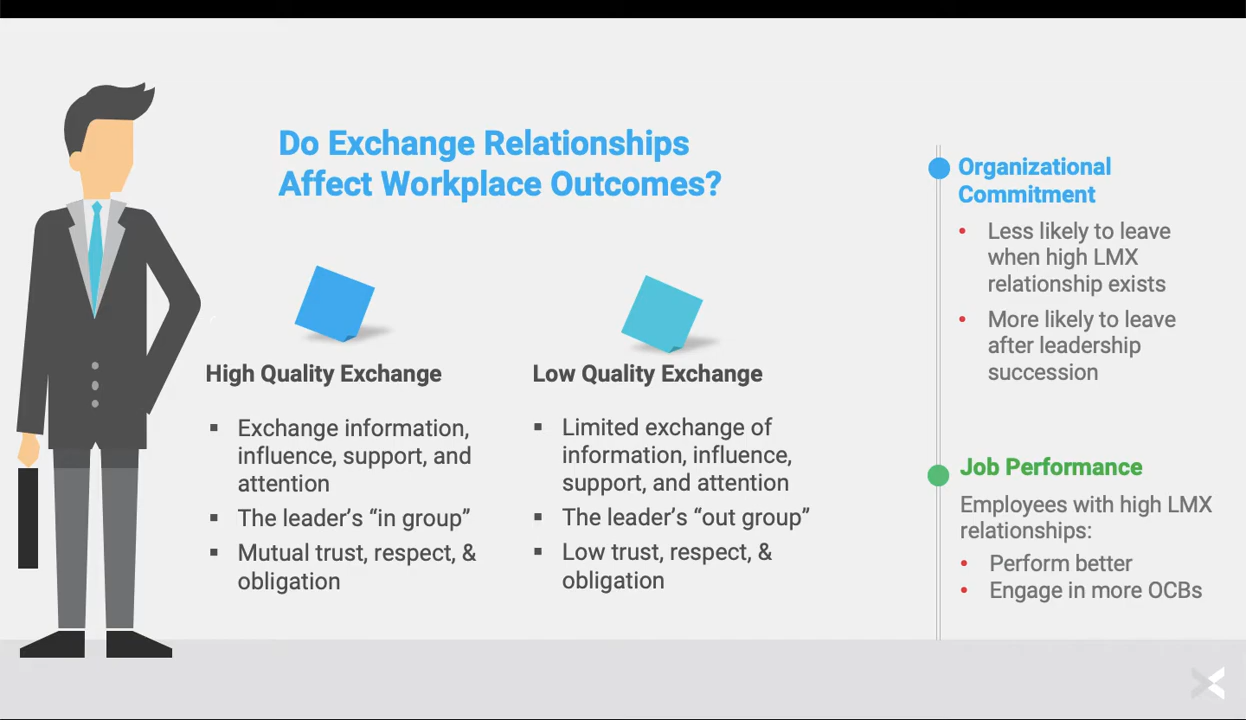 Do Exchange Relationships
Affect Workplace Outcomes?
High Quality Exchange
▪ Exchange information,
influence, support, and
attention
▪ The leader’s “in group”
▪ Mutual trust, respect, &
obligation
Low Quality Exchange
▪ Limited exchange of
information, influence,
support, and attention
▪ The leader’s “out group”
▪ Low trust, respect, &
obligation
Organizational
Commitment
• Less likely to leave
when high LMX
relationship exists
• More likely to leave
after leadership
succession
Job Performance
Employees with high LMX
relationships:
• Perform better
• Engage in more OCBs